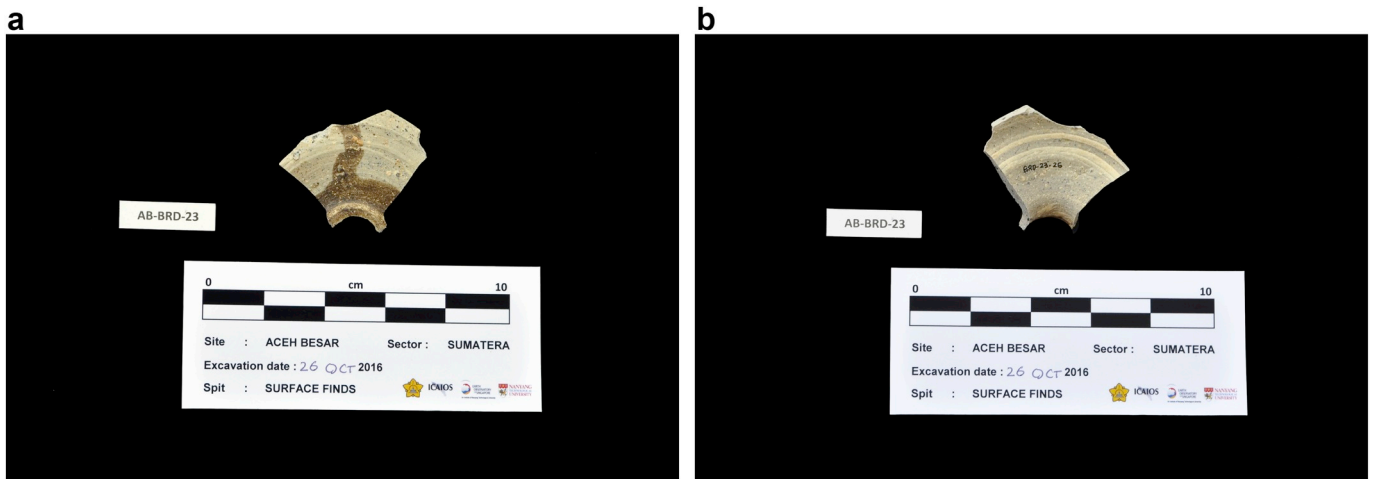 a
AB-BRD-23
0 cm 10
Site : ACEH BESAR Sector : SUMATERA
Excavation date : 26 OCT 2016
Spit : SURFACE FINDS
ICAIOS
NANYANG
b
BRD-23-26
AB-BRD-23
0 cm 10
Site : ACEH BESAR Sector : SUMATERA
Excavation date : 26 OCT 2016
Spit : SURFACE FINDS
ICAIOS
NANYANG